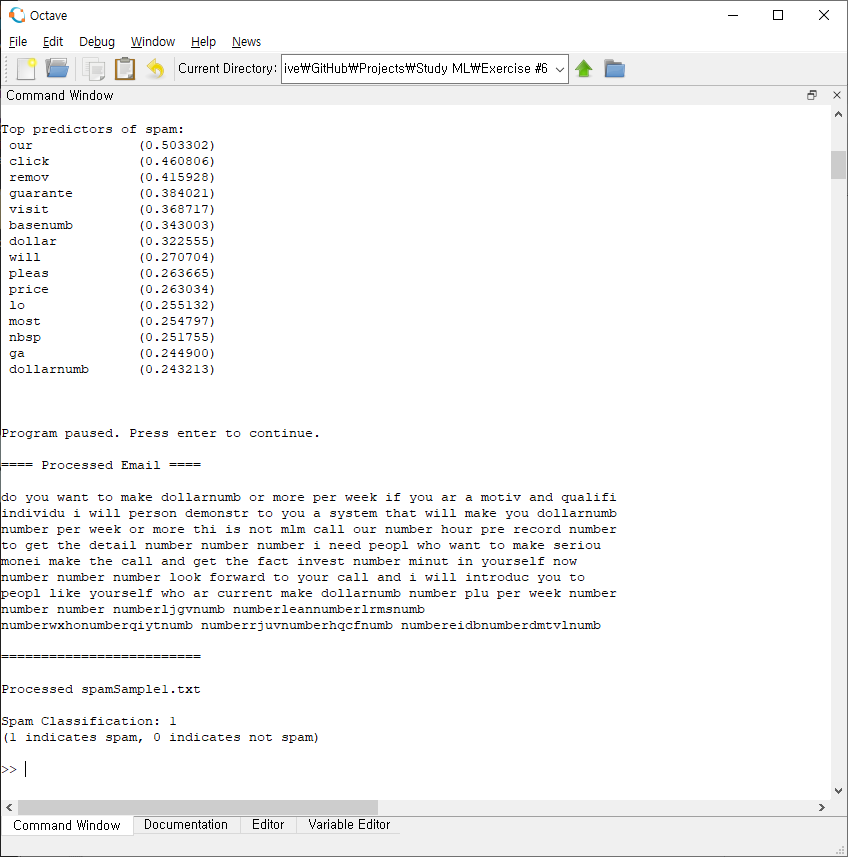 Octave
File Edit Debug Window Help News
Current Directory: ive₩GitHub₩Projects₩Study ML₩Exercise #6
Command Window
Top predictors of spam:
our (0.503302)
click (0.460806)
remov (0.415928)
guarante (0.384021)
visit (0.368717)
basenumb (0.343003)
dollar (0.322555)
will (0.270704)
pleas (0.263665)
price (0.263034)
lo (0.255132)
most (0.254797)
nbsp (0.251755)
ga (0.244900)
dollarnumb (0.243213)
Program paused. Press enter to continue.
==== Processed Email ====
do you want to make dollarnumb or more per week if you ar a motiv and qualifi
individu i will person demonstr to you a system that will make you dollarnumb
number per week or more thi is not mlm call our number hour pre record number
to get the detail number number number i need peopl who want to make seriou
monei make the call and get the fact invest number minut in yourself now
number number number look forward to your call and i will introduc you to
peopl like yourself who ar current make dollarnumb number plu per week number
number number numberljgvnumb numberleannumberlrmsnumb
numberwxhonumberqiytnumb numberrjuvnumberhqcfnumb numbereidbnumberdmtvlnumb
=========================
Processed spamSample1.txt
Spam Classification: 1
(1 indicates spam, 0 indicates not spam)
>>
Command Window Documentation Editor Variable Editor